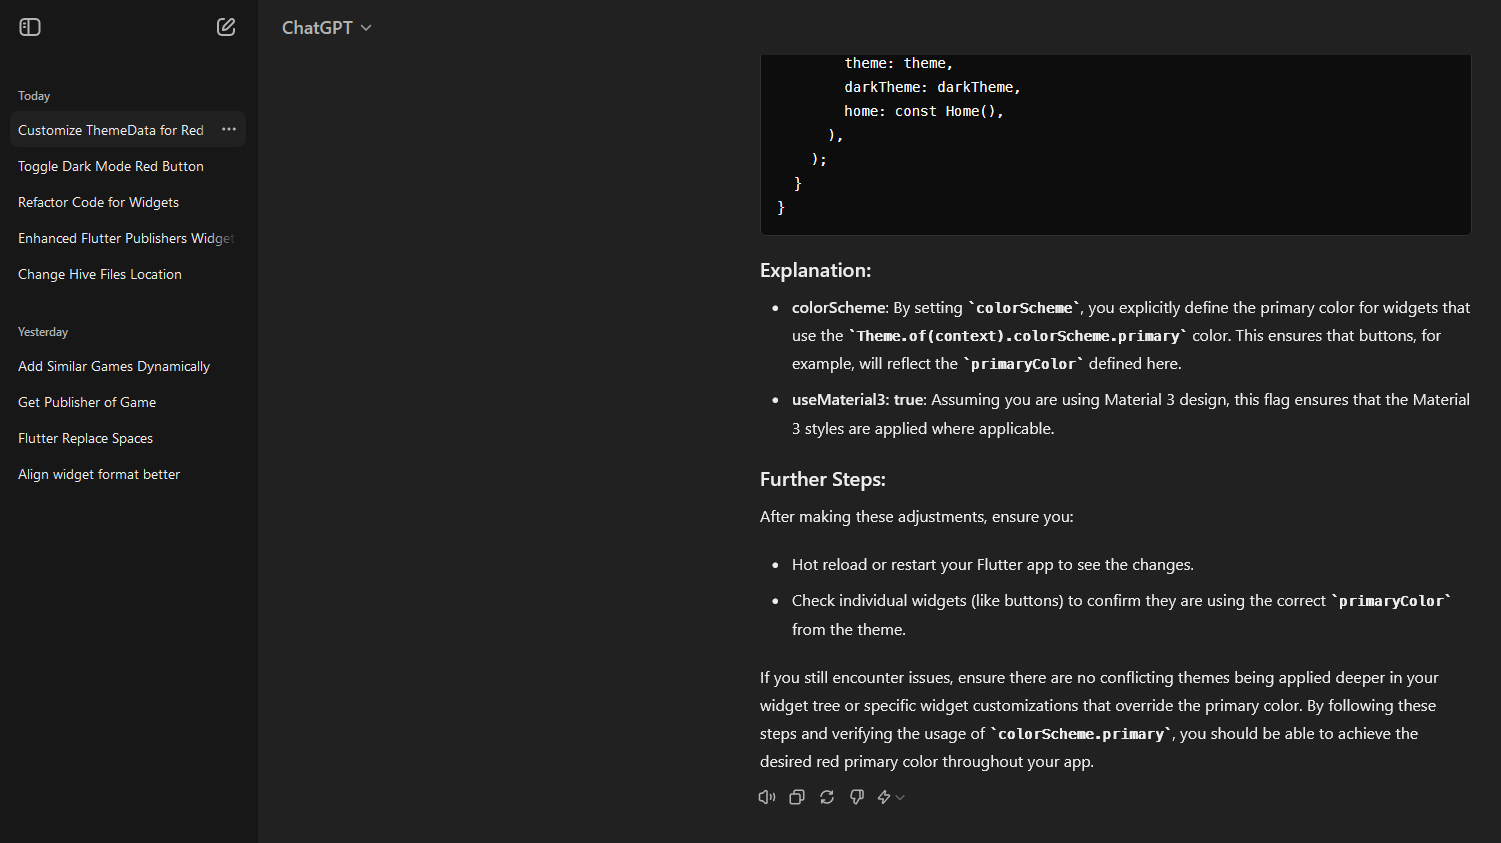 ChatGPT
Today
Customize ThemeData for Red
Toggle Dark Mode Red Button
Refactor Code for Widgets
Enhanced Flutter Publishers Widget
Change Hive Files Location
Yesterday
Add Similar Games Dynamically
Get Publisher of Game
Flutter Replace Spaces
Align widget format better
theme: theme,
darkTheme: darkTheme,
home: const Home(),
),
);
}
}
Explanation:
• colorScheme: By setting `colorScheme`, you explicitly define the primary color for widgets that
use the `Theme.of(context).colorScheme.primary` color. This ensures that buttons, for
example, will reflect the `primaryColor` defined here.
• useMaterial3: true: Assuming you are using Material 3 design, this flag ensures that the Material
3 styles are applied where applicable.
Further Steps:
After making these adjustments, ensure you:
• Hot reload or restart your Flutter app to see the changes.
• Check individual widgets (like buttons) to confirm they are using the correct `primaryColor`
from the theme.
If you still encounter issues, ensure there are no conflicting themes being applied deeper in your
widget tree or specific widget customizations that override the primary color. By following these
steps and verifying the usage of `colorScheme.primary`, you should be able to achieve the
desired red primary color throughout your app.